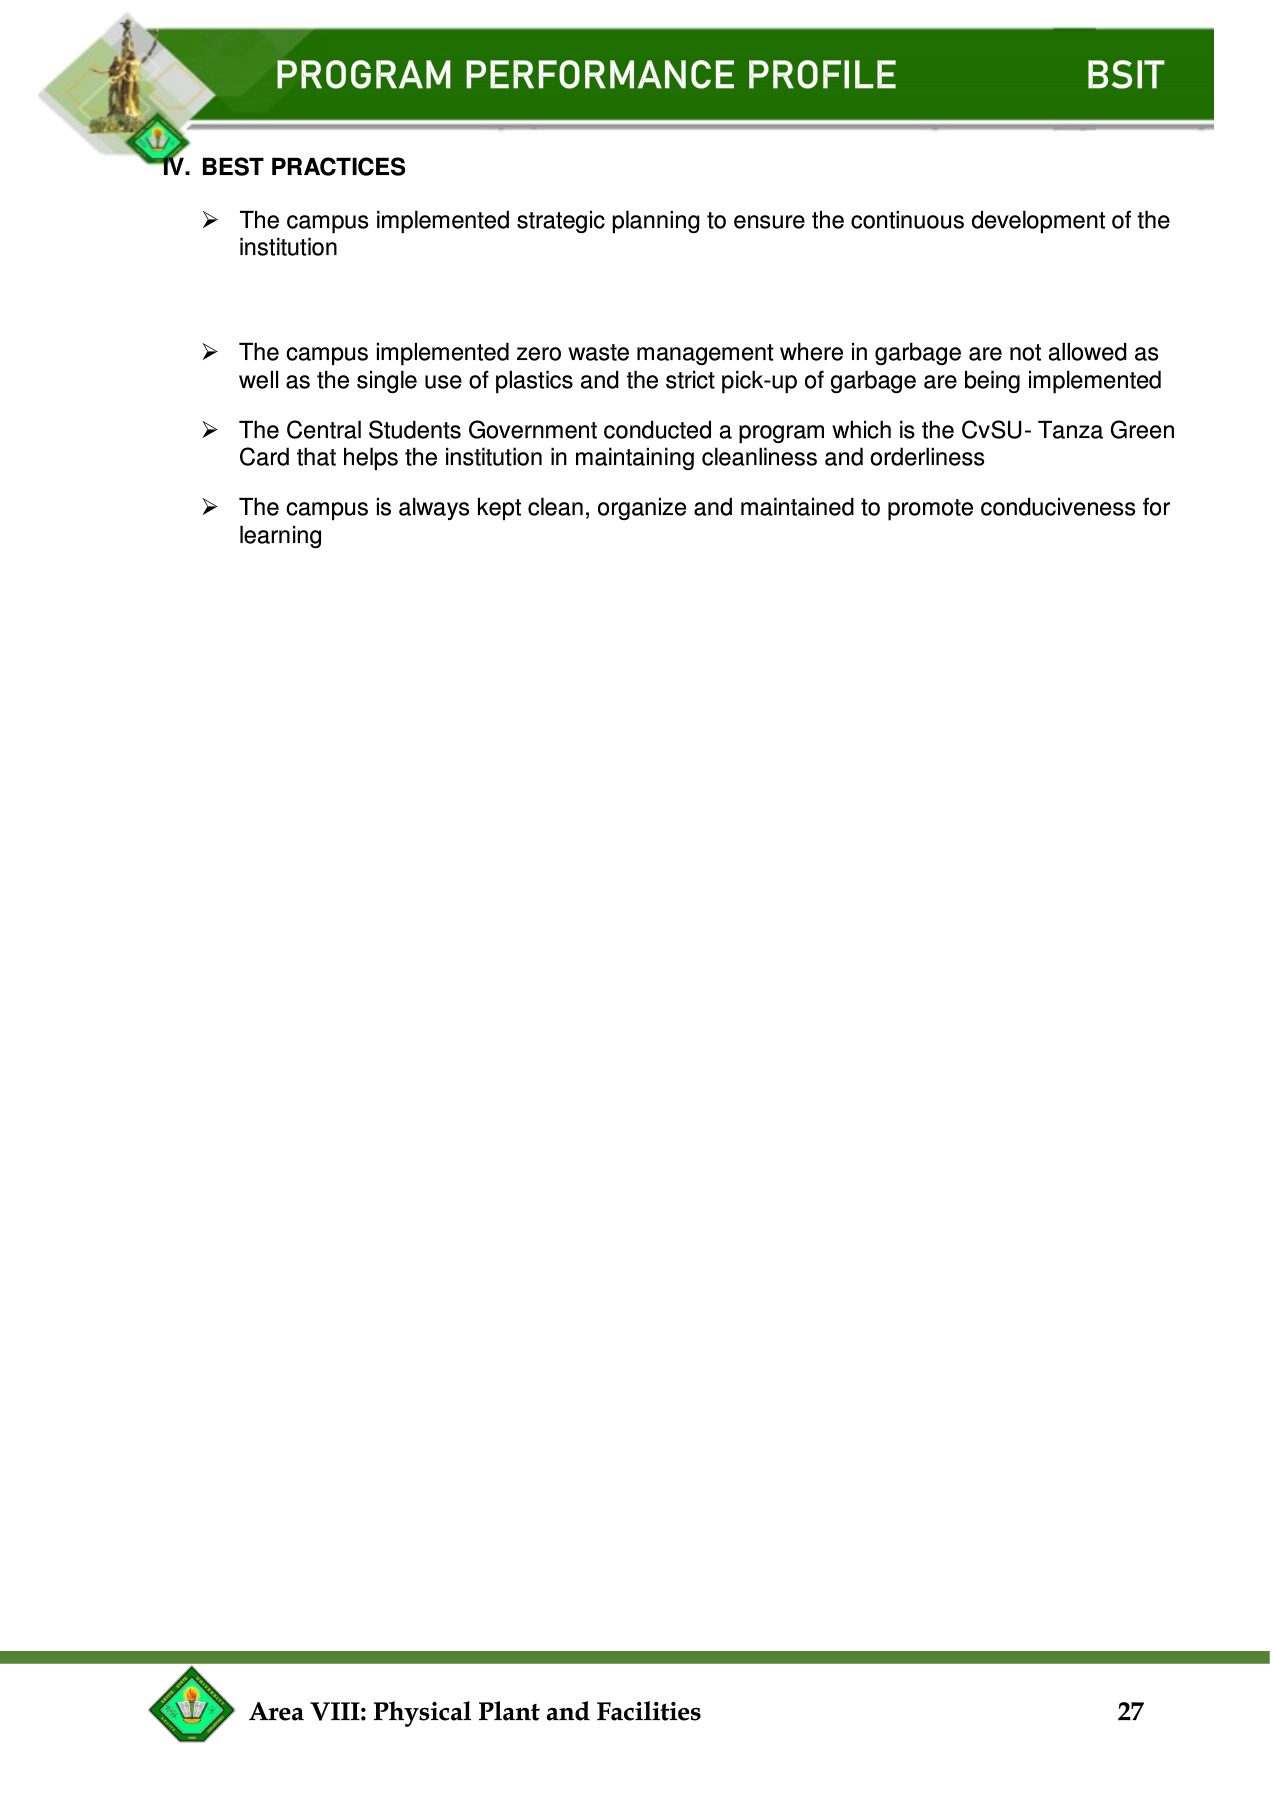 PROGRAM PERFORMANCE PROFILE BSIT
IV. BEST PRACTICES
➢ The campus implemented strategic planning to ensure the continuous development of the
institution
➢ The campus implemented zero waste management where in garbage are not allowed as
well as the single use of plastics and the strict pick-up of garbage are being implemented
➢ The Central Students Government conducted a program which is the CvSU- Tanza Green
Card that helps the institution in maintaining cleanliness and orderliness
➢ The campus is always kept clean, organize and maintained to promote conduciveness for
learning
Area VIII: Physical Plant and Facilities 27